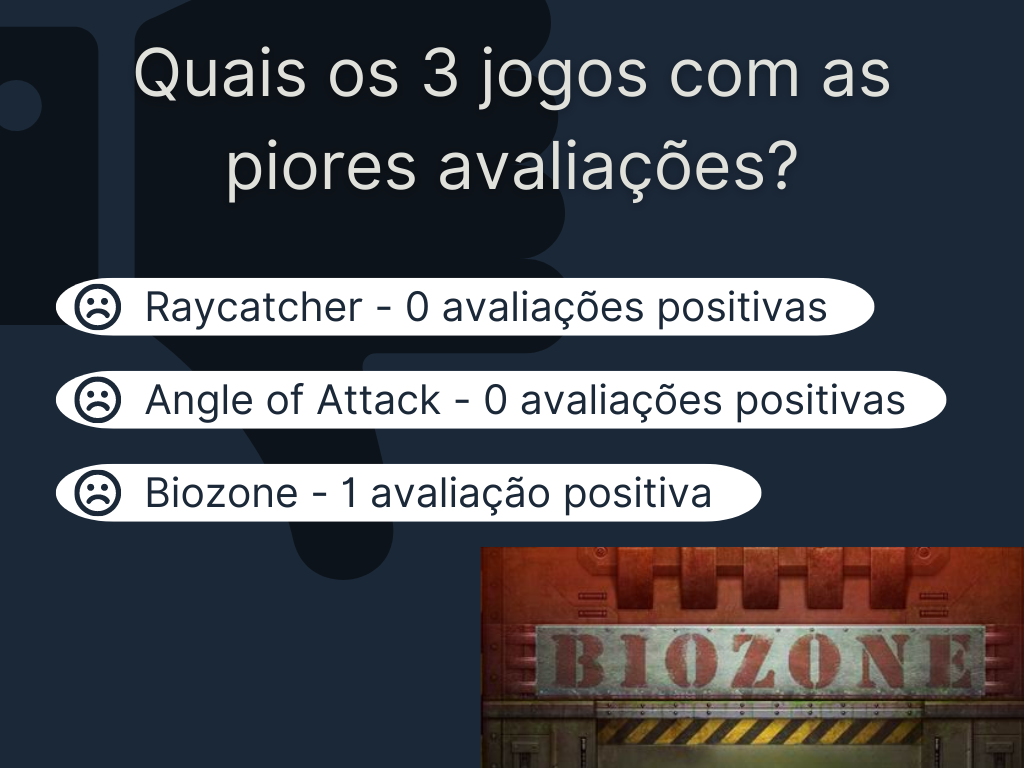 Quais os 3 jogos com as
piores avaliações?
Raycatcher - 0 avaliações positivas
Angle of Attack - 0 avaliações positivas
Biozone - 1 avaliação positiva
BIOZONE